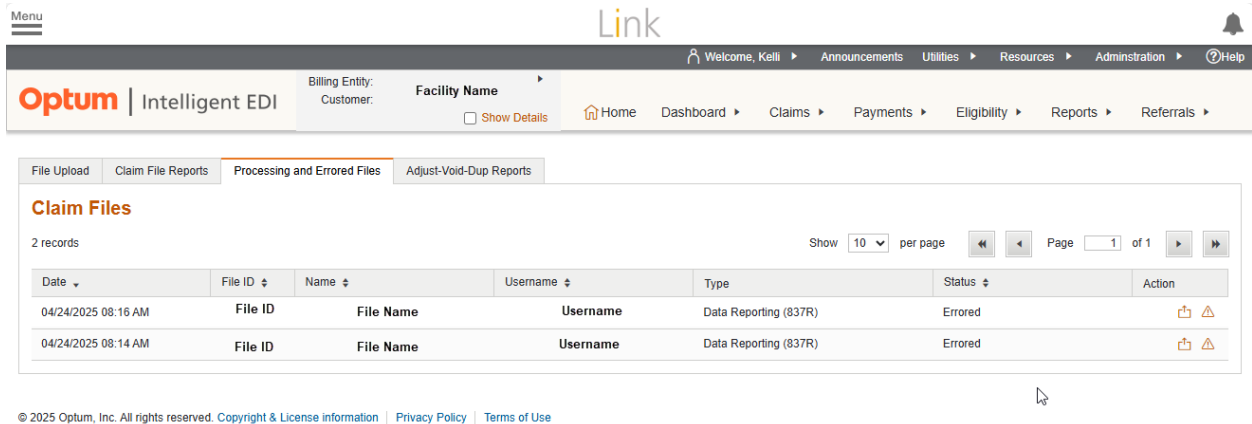 Menu
Link
Welcome, Kelli Announcements Utilities Resources Adminstration ?Help
Optum | Intelligent EDI
Billing Entity:
Customer:
Facility Name
Show Details
Home Dashboard Claims Payments Eligibility Reports Referrals
File Upload Claim File Reports Processing and Errored Files Adjust-Void-Dup Reports
Claim Files
2 records Show 10 per page Page 1 of 1
Date File ID Name Username Type Status Action
04/24/2025 08:16 AM File ID File Name Username Data Reporting (837R) Errored
04/24/2025 08:14 AM File ID File Name Username Data Reporting (837R) Errored
© 2025 Optum, Inc. All rights reserved. Copyright & License information | Privacy Policy | Terms of Use